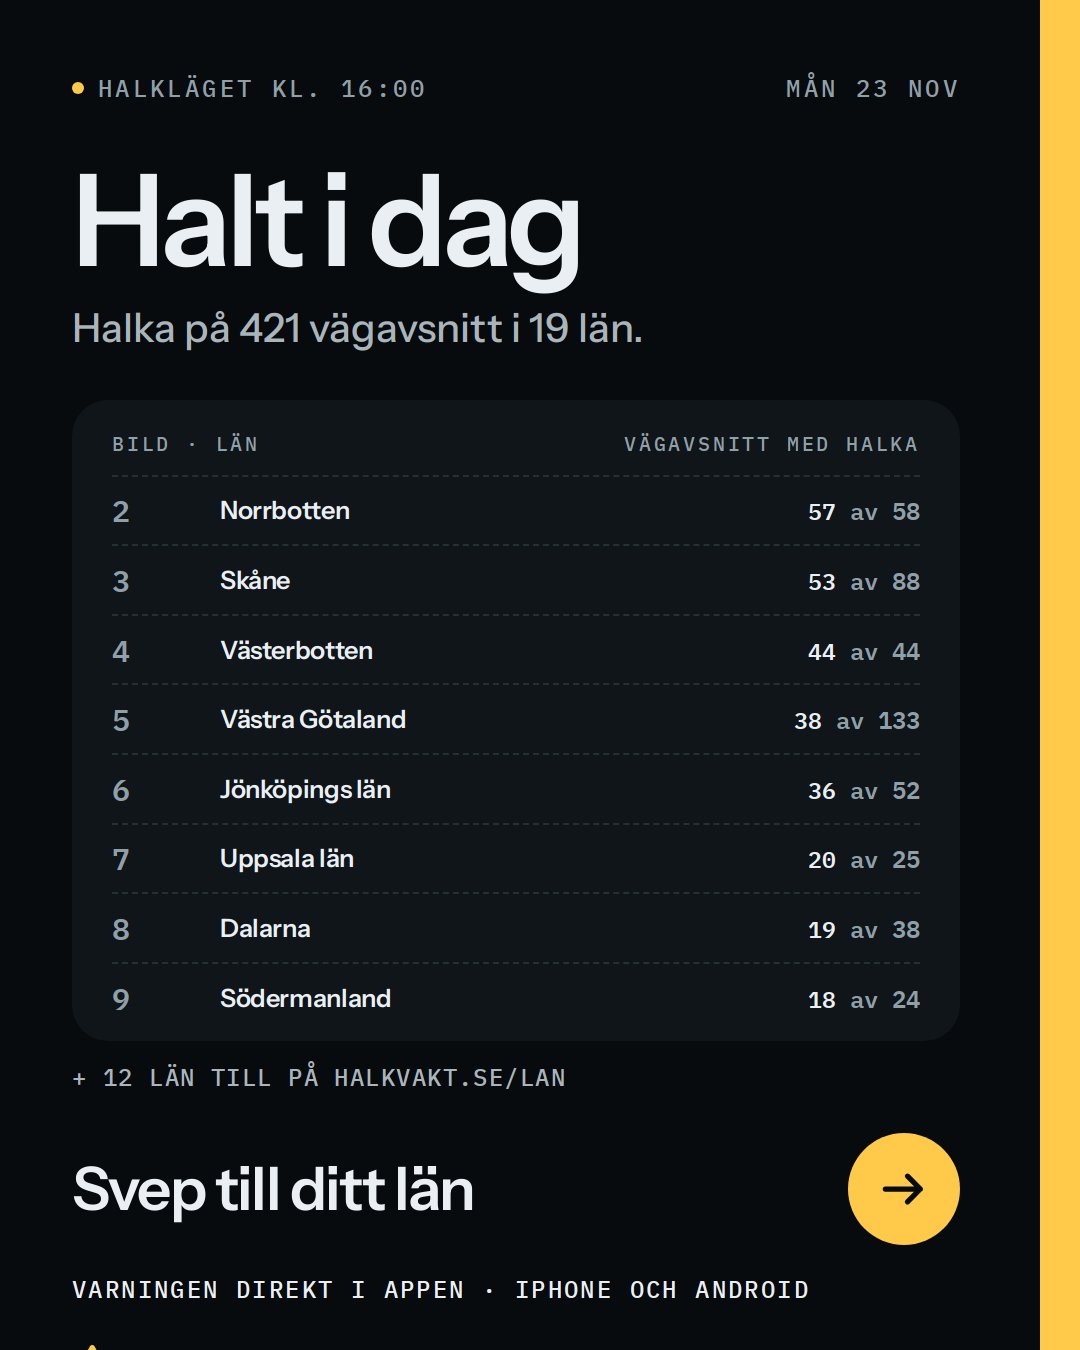 HALKLÄGET KL. 16:00 MÅN 23 NOV
Halt i dag
Halka på 421 vägavsnitt i 19 län.
BILD · LÄN VÄGAVSNITT MED HALKA
2 Norrbotten 57 av 58
3 Skåne 53 av 88
4 Västerbotten 44 av 44
5 Västra Götaland 38 av 133
6 Jönköpings län 36 av 52
7 Uppsala län 20 av 25
8 Dalarna 19 av 38
9 Södermanland 18 av 24
+ 12 LÄN TILL PÅ HALKVAKT.SE/LAN
Svep till ditt län
VARNINGEN DIREKT I APPEN · IPHONE OCH ANDROID